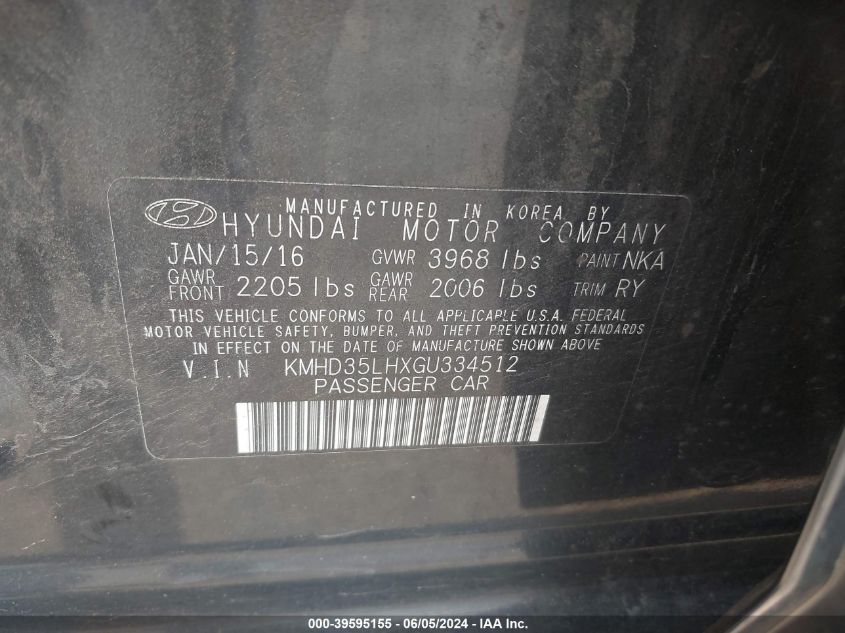 MANUFACTURED IN KOREA BY
HYUNDAI MOTOR COMPANY
JAN/15/16 GVWR 3968 lbs PAINT NKA
GAWR FRONT 2205 lbs GAWR REAR 2006 lbs TRIM RY
THIS VEHICLE CONFORMS TO ALL APPLICABLE U.S.A. FEDERAL
MOTOR VEHICLE SAFETY, BUMPER, AND THEFT PREVENTION STANDARDS
IN EFFECT ON THE DATE OF MANUFACTURE SHOWN ABOVE
V.I.N KMHD35LHXGU334512
PASSENGER CAR
000-39595155 - 06/05/2024 - IAAI.com